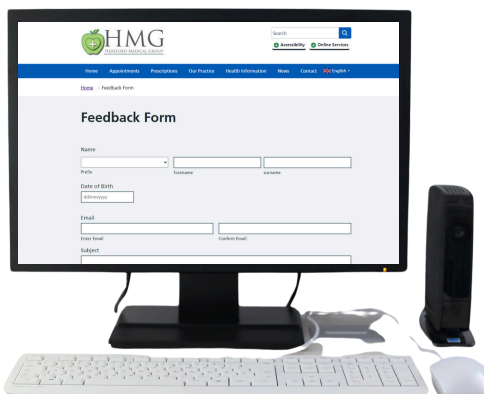 HMG
HEREFORD MEDICAL GROUP
Search
Accessibility Online Services
Home Appointments Prescriptions Our Practice Health Information News Contact English
Home Feedback Form
Feedback Form
Name
Prefix forename surname
Date of Birth
dd/mm/yyyy
Email
Enter Email Confirm Email
Subject